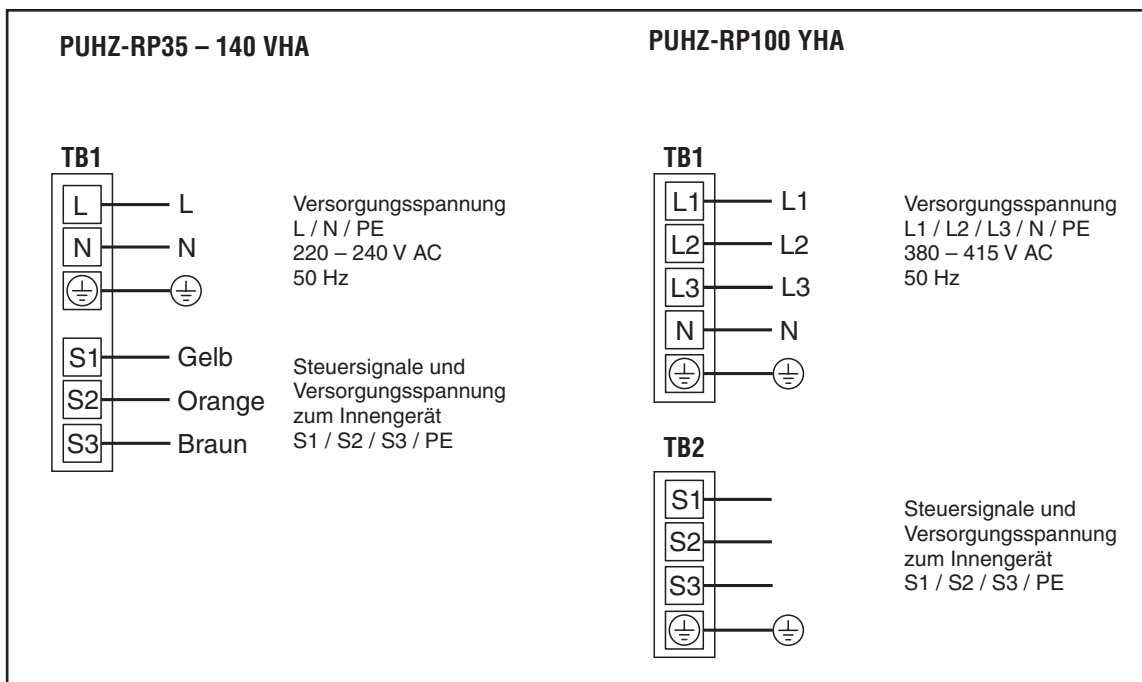 PUHZ-RP35 – 140 VHA
TB1
L L
N N
S1 Gelb
S2 Orange
S3 Braun
Versorgungsspannung
L / N / PE
220 – 240 V AC
50 Hz
Steuersignale und
Versorgungsspannung
zum Innengerät
S1 / S2 / S3 / PE
PUHZ-RP100 YHA
TB1
L1 L1
L2 L2
L3 L3
N N
Versorgungsspannung
L1 / L2 / L3 / N / PE
380 – 415 V AC
50 Hz
TB2
S1
S2
S3
Steuersignale und
Versorgungsspannung
zum Innengerät
S1 / S2 / S3 / PE